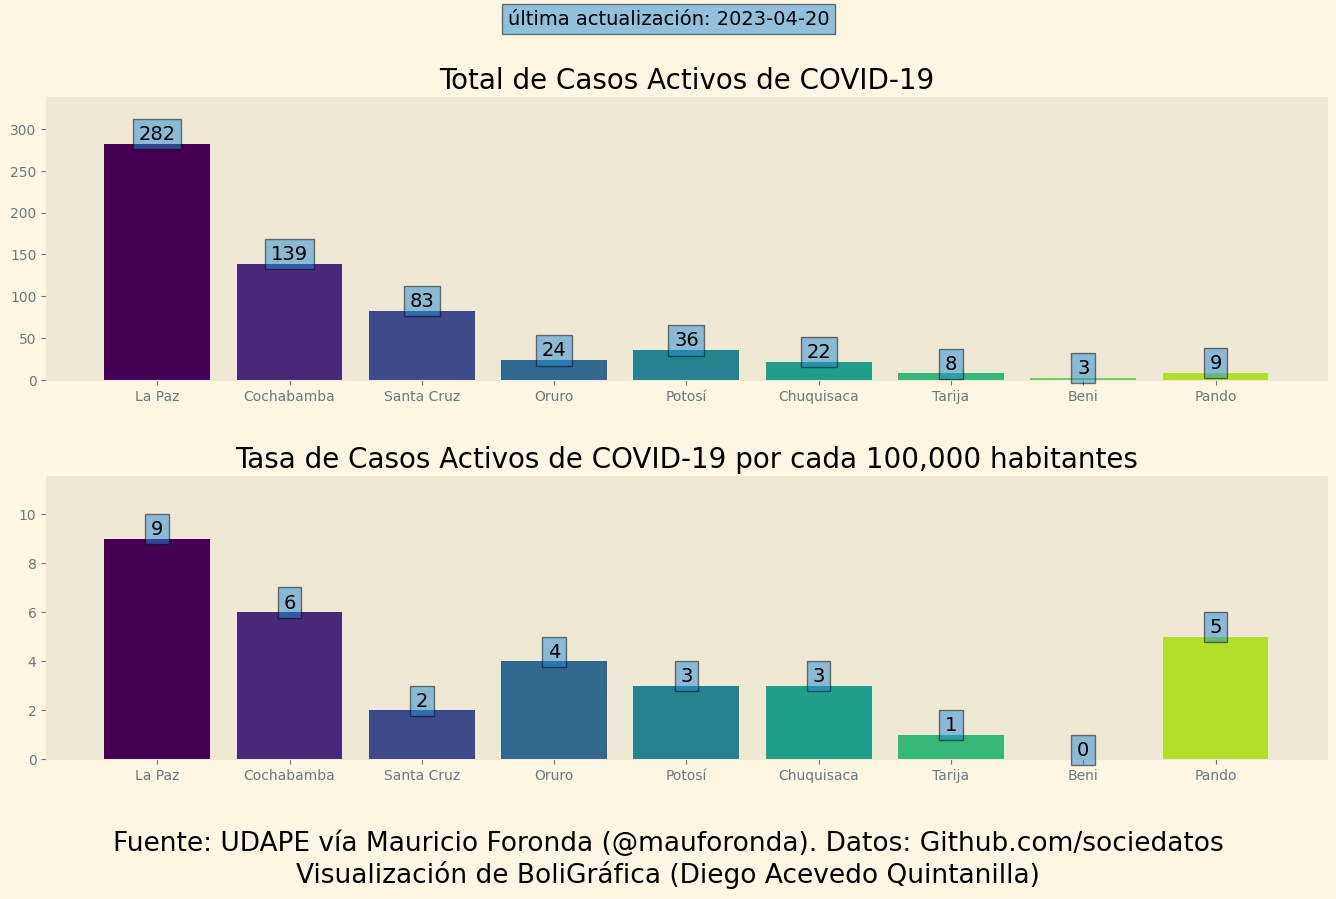 última actualización: 2023-04-20
Total de Casos Activos de COVID-19
300
250
200
150
100
50
0
282
139
83
24
36
22
8
3
9
La Paz
Cochabamba
Santa Cruz
Oruro
Potosí
Chuquisaca
Tarija
Beni
Pando
Tasa de Casos Activos de COVID-19 por cada 100,000 habitantes
10
8
6
4
2
0
9
6
2
4
3
3
1
0
5
La Paz
Cochabamba
Santa Cruz
Oruro
Potosí
Chuquisaca
Tarija
Beni
Pando
Fuente: UDAPE vía Mauricio Foronda (@mauforonda). Datos: Github.com/sociedatos
Visualización de BoliGráfica (Diego Acevedo Quintanilla)